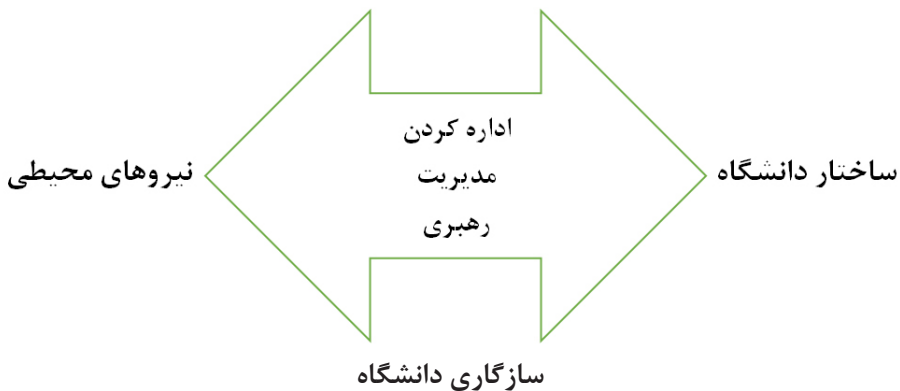 اداره کردن
مدیریت
رهبری
ساختار دانشگاه
نیروهای محیطی
سازگاری دانشگاه